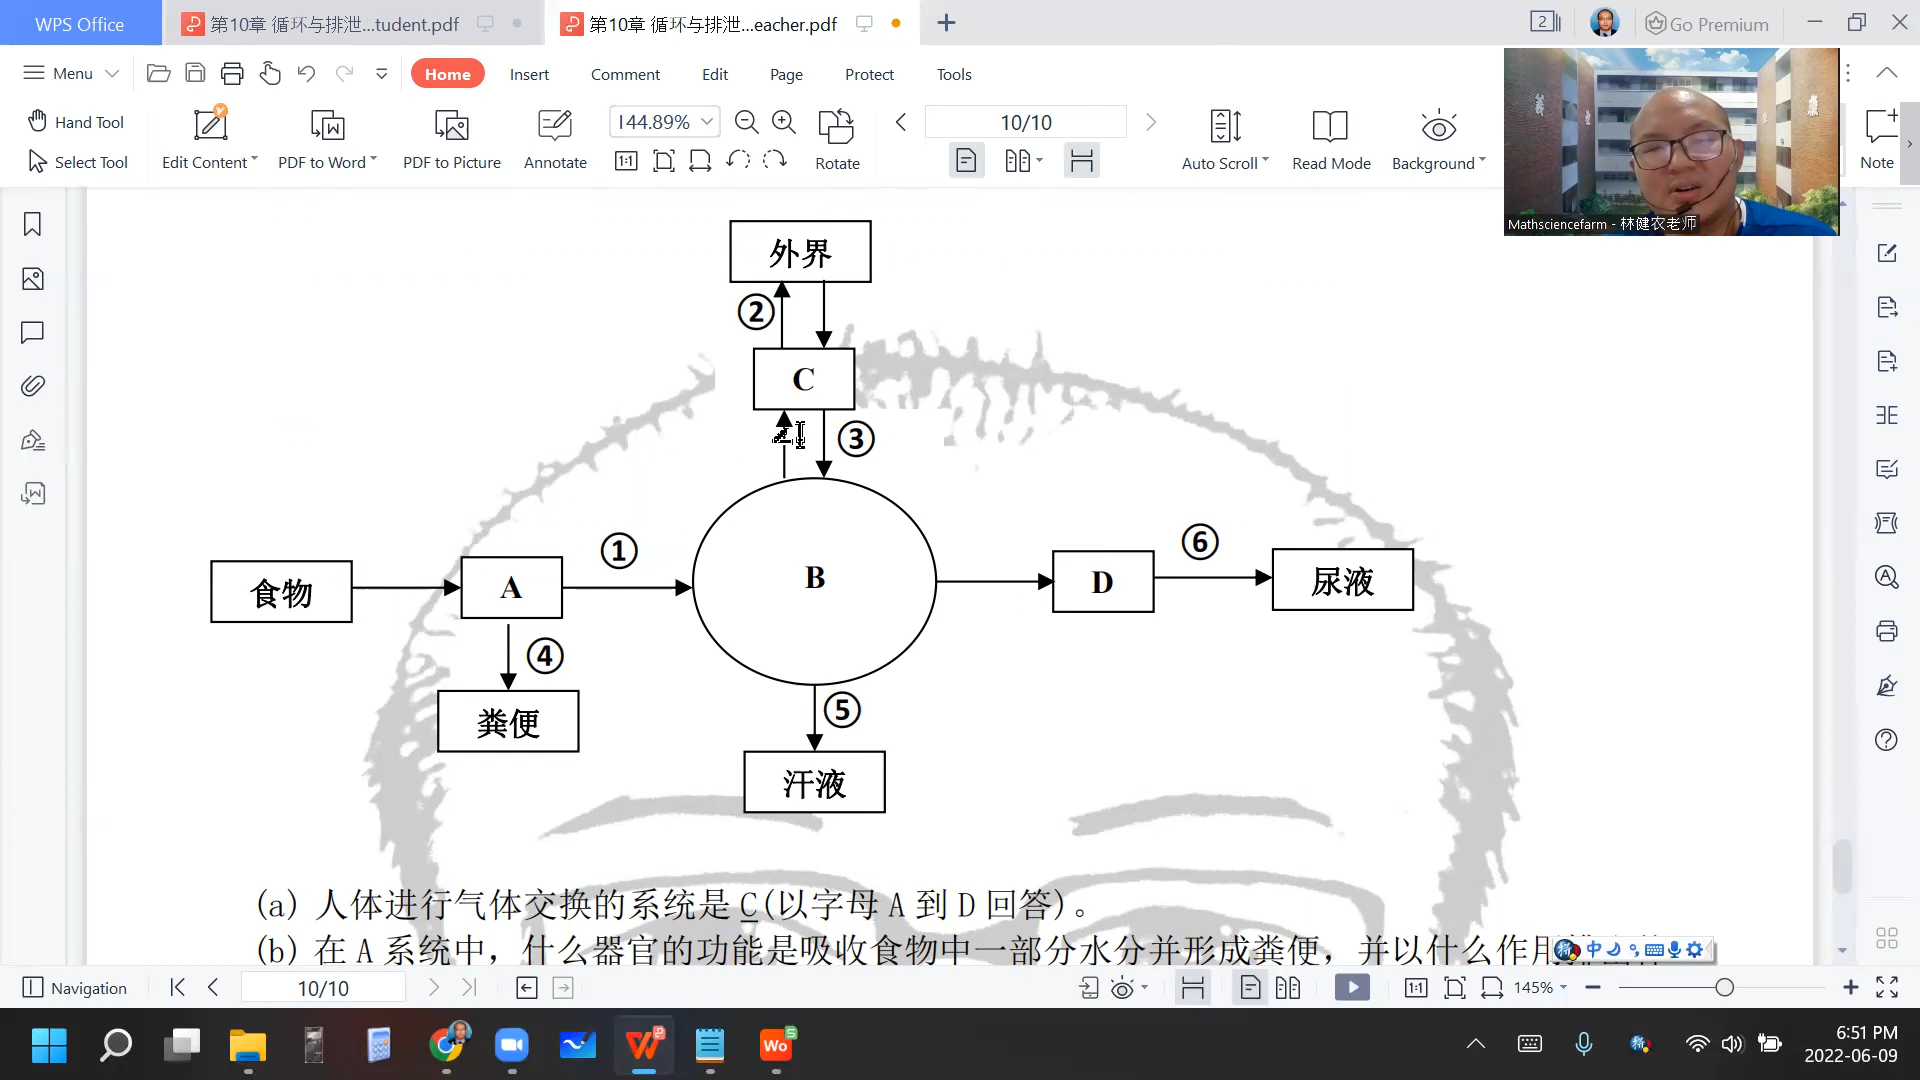 WPS Office
第10章 循环与排泄...tudent.pdf
第10章 循环与排泄...eacher.pdf
2
Go Premium
Menu
Home
Insert
Comment
Edit
Page
Protect
Tools
Hand Tool
Select Tool
Edit Content
PDF to Word
PDF to Picture
Annotate
144.89%
Rotate
10/10
Auto Scroll
Read Mode
Background
Note
Mathsciencefarm - 林健农老师
外界
②
C
③
食物
A
①
B
D
⑥
尿液
④
粪便
⑤
汗液
(a) 人体进行气体交换的系统是 C(以字母 A 到 D 回答)。
(b) 在 A 系统中，什么器官的功能是吸收食物中一部分水分并形成粪便，并以什么作用
中
Navigation
10/10
145%
6:51 PM
2022-06-09